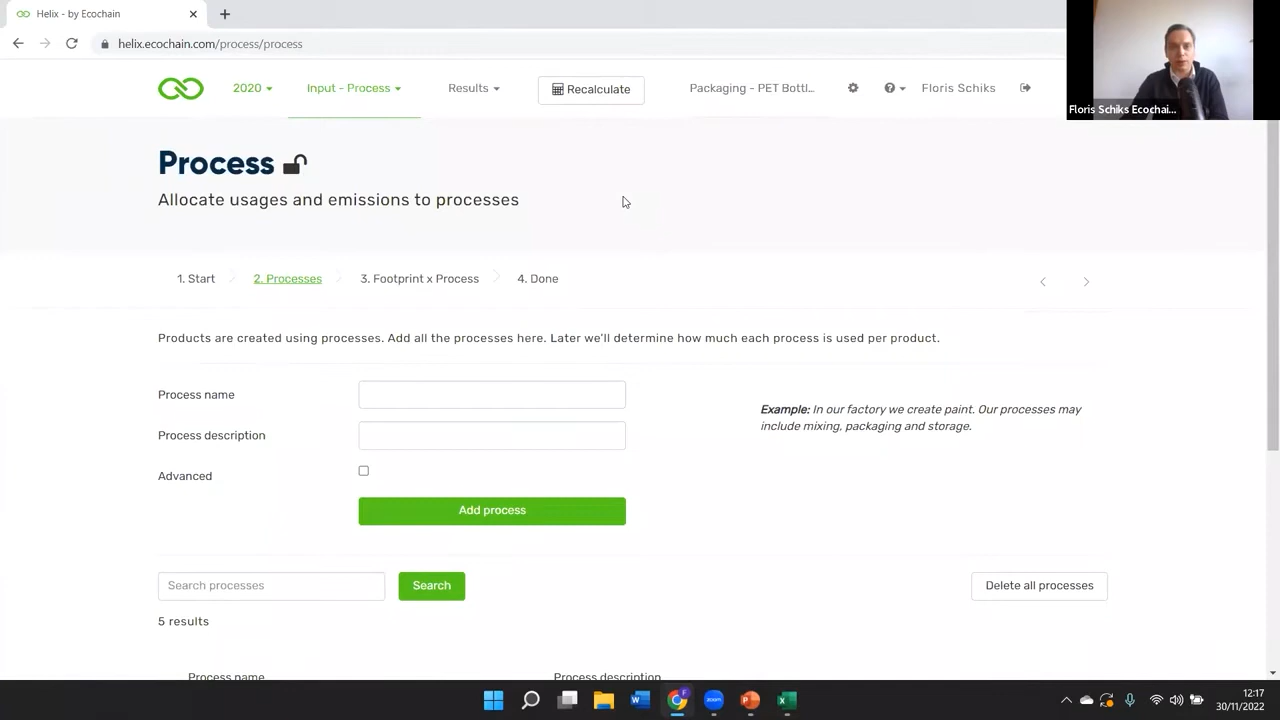 Helix - by Ecochain
helix.ecochain.com/process/process
2020
Input - Process
Results
Recalculate
Packaging - PET Bottl...
Floris Schiks
Floris Schiks Ecochai...
Process
Allocate usages and emissions to processes
1. Start
2. Processes
3. Footprint x Process
4. Done
Products are created using processes. Add all the processes here. Later we'll determine how much each process is used per product.
Process name
Example: In our factory we create paint. Our processes may
include mixing, packaging and storage.
Process description
Advanced
Add process
Search processes
Search
Delete all processes
5 results
Process name
Process description
12:17
30/11/2022